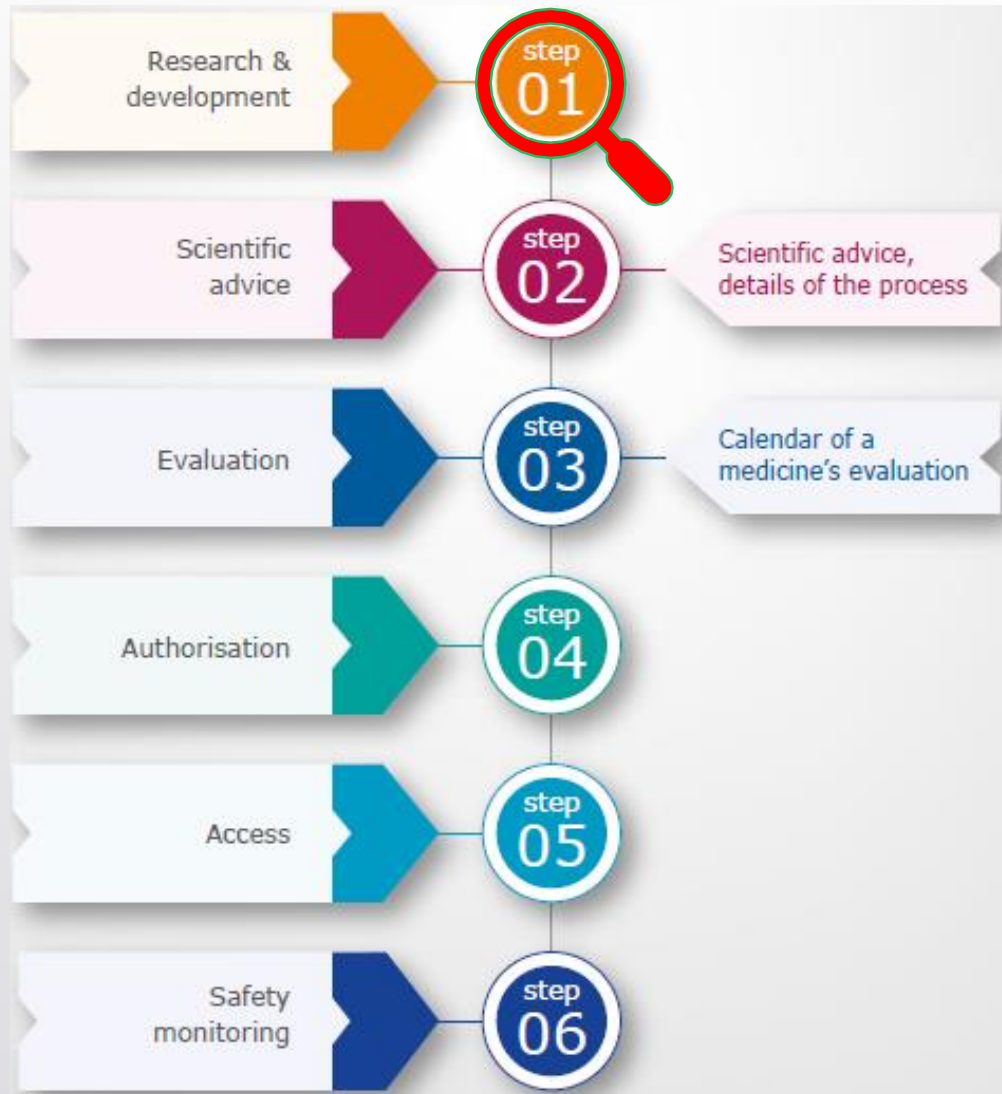 Research &
development
step
01
Scientific
advice
step
02
Scientific advice,
details of the process
Evaluation
step
03
Calendar of a
medicine’s evaluation
Authorisation
step
04
Access
step
05
Safety
monitoring
step
06